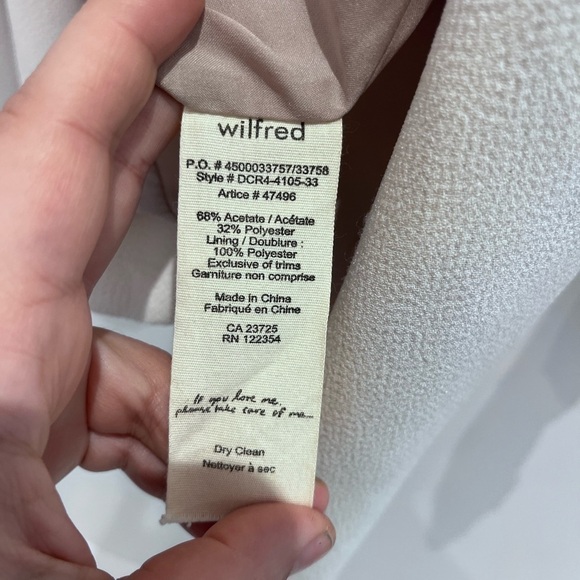 wilfred
P.O. # 4500033757/33758
Style # DCR4-4105-33
Artice # 47496
68% Acetate / Acétate
32% Polyester
Lining / Doublure :
100% Polyester
Exclusive of trims
Garniture non comprise
Made in China
Fabriqué en Chine
CA 23725
RN 122354
If you love me,
please take care of me...
Dry Clean
Nettoyer à sec